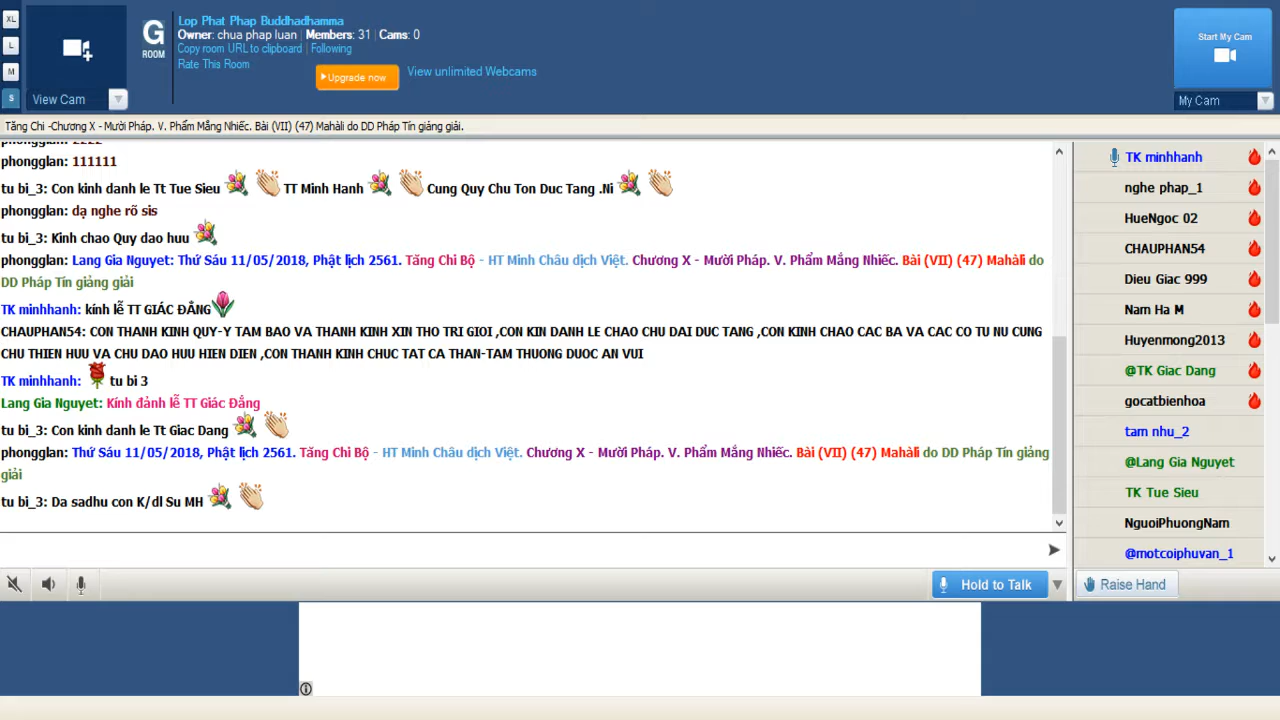 XL
L
M
S
View Cam
G
ROOM
Lop Phat Phap Buddhadhamma
Owner: chua phap luan | Members: 31 | Cams: 0
Copy room URL to clipboard | Following
Rate This Room
Upgrade now
View unlimited Webcams
Start My Cam
My Cam
Tăng Chi -Chương X - Mười Pháp. V. Phẩm Mắng Nhiếc. Bài (VII) (47) Mahàli do DD Pháp Tín giảng giải.
phongglan: 2222
phongglan: 111111
tu bi_3: Con kinh danh le Tt Tue Sieu TT Minh Hanh Cung Quy Chu Ton Duc Tang .Ni
phongglan: dạ nghe rõ sis
tu bi_3: Kinh chao Quy dao huu
phongglan: Lang Gia Nguyet: Thứ Sáu 11/05/2018, Phật lịch 2561. Tăng Chi Bộ - HT Minh Châu dịch Việt. Chương X - Mười Pháp. V. Phẩm Mắng Nhiếc. Bài (VII) (47) Mahàli do
DD Pháp Tín giảng giải
TK minhhanh: kính lễ TT GIÁC ĐẲNG
CHAUPHAN54: CON THANH KINH QUY-Y TAM BAO VA THANH KINH XIN THO TRI GIOI ,CON KIN DANH LE CHAO CHU DAI DUC TANG ,CON KINH CHAO CAC BA VA CAC CO TU NU CUNG
CHU THIEN HUU VA CHU DAO HUU HIEN DIEN ,CON THANH KINH CHUC TAT CA THAN-TAM THUONG DUOC AN VUI
TK minhhanh: tu bi 3
Lang Gia Nguyet: Kính đảnh lễ TT Giác Đẳng
tu bi_3: Con kinh danh le Tt Giac Dang
phongglan: Thứ Sáu 11/05/2018, Phật lịch 2561. Tăng Chi Bộ - HT Minh Châu dịch Việt. Chương X - Mười Pháp. V. Phẩm Mắng Nhiếc. Bài (VII) (47) Mahàli do DD Pháp Tín giảng
giải
tu bi_3: Da sadhu con K/dl Su MH
TK minhhanh
nghe phap_1
HueNgoc 02
CHAUPHAN54
Dieu Giac 999
Nam Ha M
Huyenmong2013
@TK Giac Dang
gocatbienhoa
tam nhu_2
@Lang Gia Nguyet
TK Tue Sieu
NguoiPhuongNam
@motcoiphuvan_1
Hold to Talk
Raise Hand